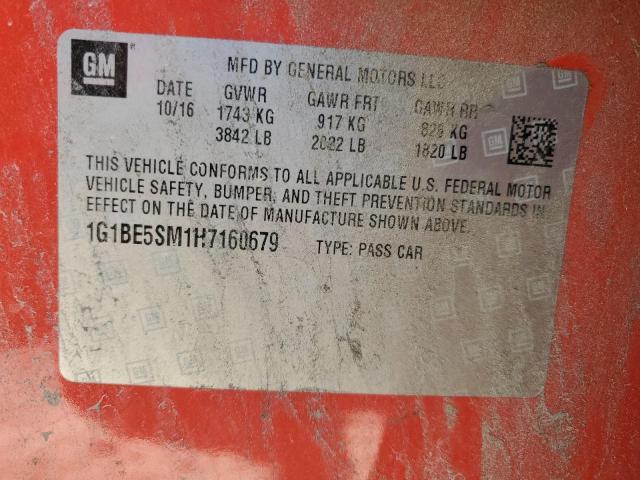 GM
MFD BY GENERAL MOTORS LLC
DATE GVWR GAWR FRT GAWR RR
10/16 1743 KG 917 KG 826 KG
3842 LB 2022 LB 1820 LB
THIS VEHICLE CONFORMS TO ALL APPLICABLE U.S. FEDERAL MOTOR
VEHICLE SAFETY, BUMPER, AND THEFT PREVENTION STANDARDS IN
EFFECT ON THE DATE OF MANUFACTURE SHOWN ABOVE.
1G1BE5SM1H7160679 TYPE: PASS CAR